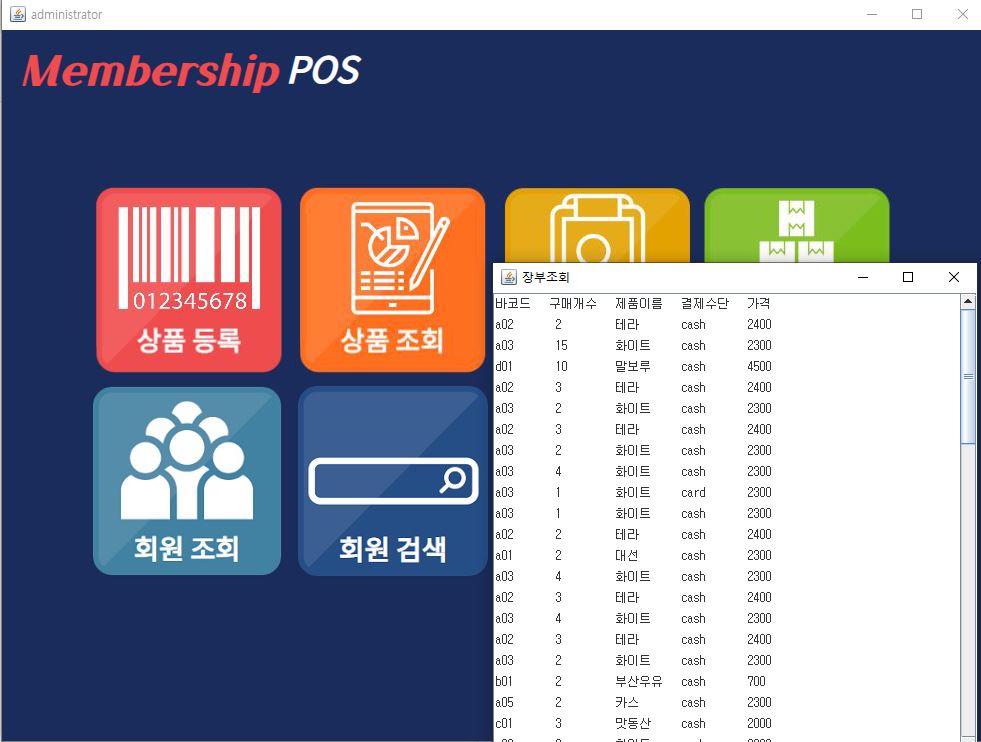 administrator
Membership POS
012345678
상품 등록
상품 조회
회원 조회
회원 검색
장부조회
바코드 구매개수 제품이름 결제수단 가격
a02 2 테라 cash 2400
a03 15 화이트 cash 2300
d01 10 말보루 cash 4500
a02 3 테라 cash 2400
a03 2 화이트 cash 2300
a02 3 테라 cash 2400
a03 2 화이트 cash 2300
a03 4 화이트 cash 2300
a03 1 화이트 card 2300
a03 1 화이트 cash 2300
a02 2 테라 cash 2400
a01 2 대선 cash 2300
a03 4 화이트 cash 2300
a02 3 테라 cash 2400
a03 4 화이트 cash 2300
a02 3 테라 cash 2400
a03 2 화이트 cash 2300
b01 2 부산우유 cash 700
a05 2 카스 cash 2300
c01 3 맛동산 cash 2000